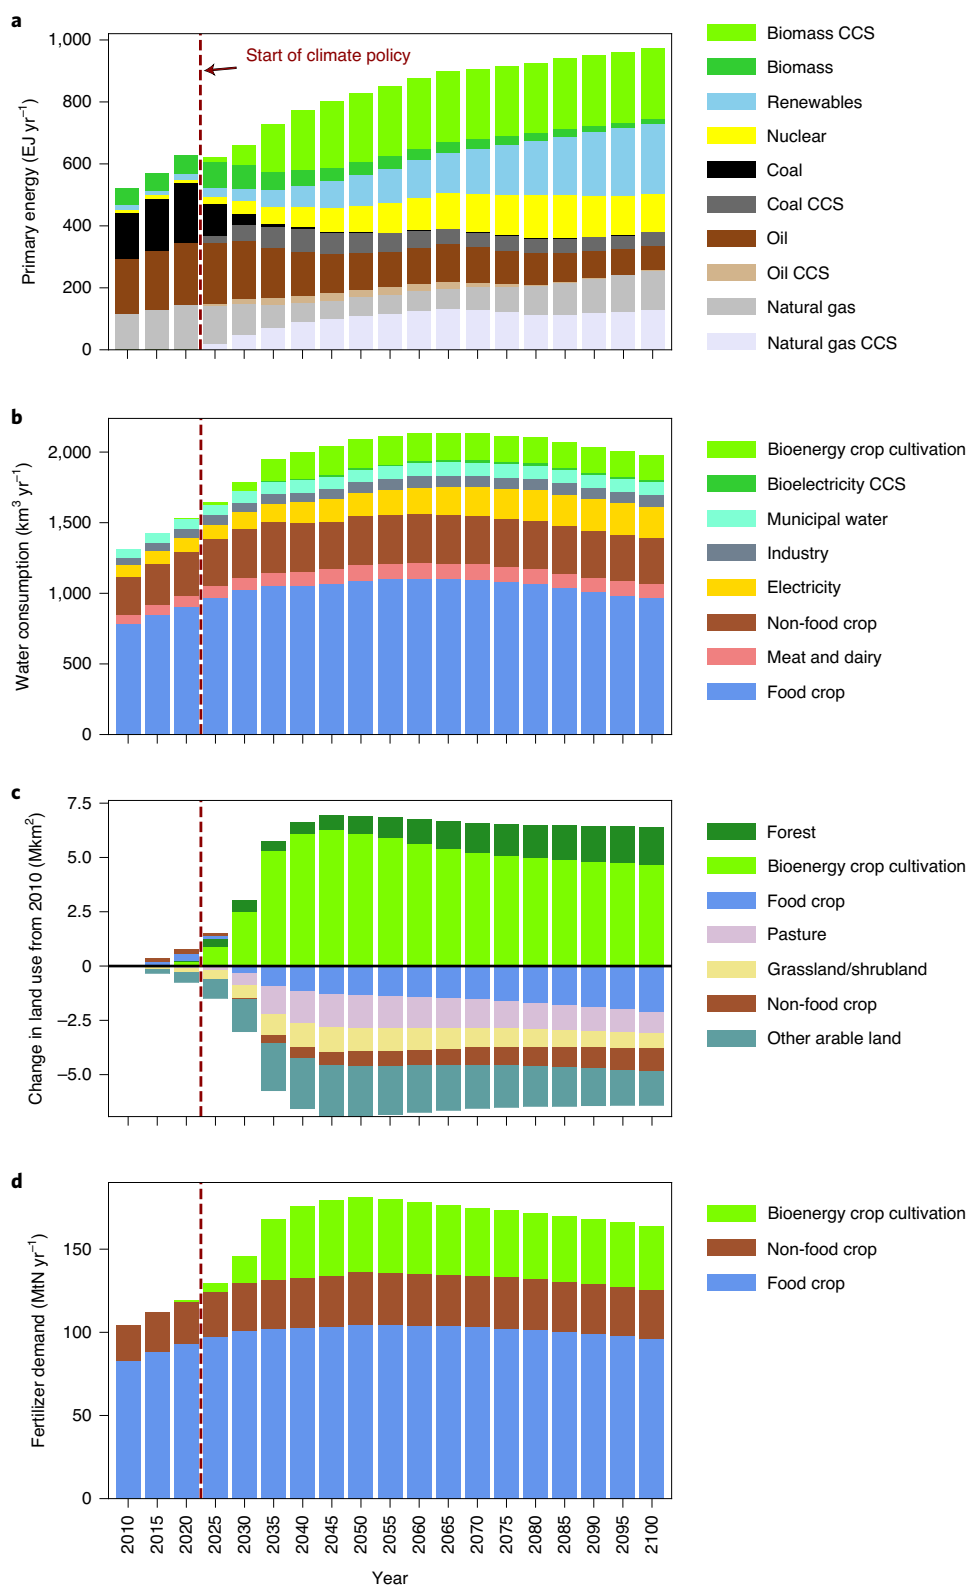 a
Primary energy (EJ yr⁻¹)
1,000
800
600
400
200
0
Start of climate policy
Biomass CCS
Biomass
Renewables
Nuclear
Coal
Coal CCS
Oil
Oil CCS
Natural gas
Natural gas CCS
b
Water consumption (km³ yr⁻¹)
2,000
1,500
1,000
500
0
Bioenergy crop cultivation
Bioelectricity CCS
Municipal water
Industry
Electricity
Non-food crop
Meat and dairy
Food crop
c
Change in land use from 2010 (Mkm²)
7.5
5.0
2.5
0
−2.5
−5.0
Forest
Bioenergy crop cultivation
Food crop
Pasture
Grassland/shrubland
Non-food crop
Other arable land
d
Fertilizer demand (MtN yr⁻¹)
150
100
50
0
Bioenergy crop cultivation
Non-food crop
Food crop
2010
2015
2020
2025
2030
2035
2040
2045
2050
2055
2060
2065
2070
2075
2080
2085
2090
2095
2100
Year